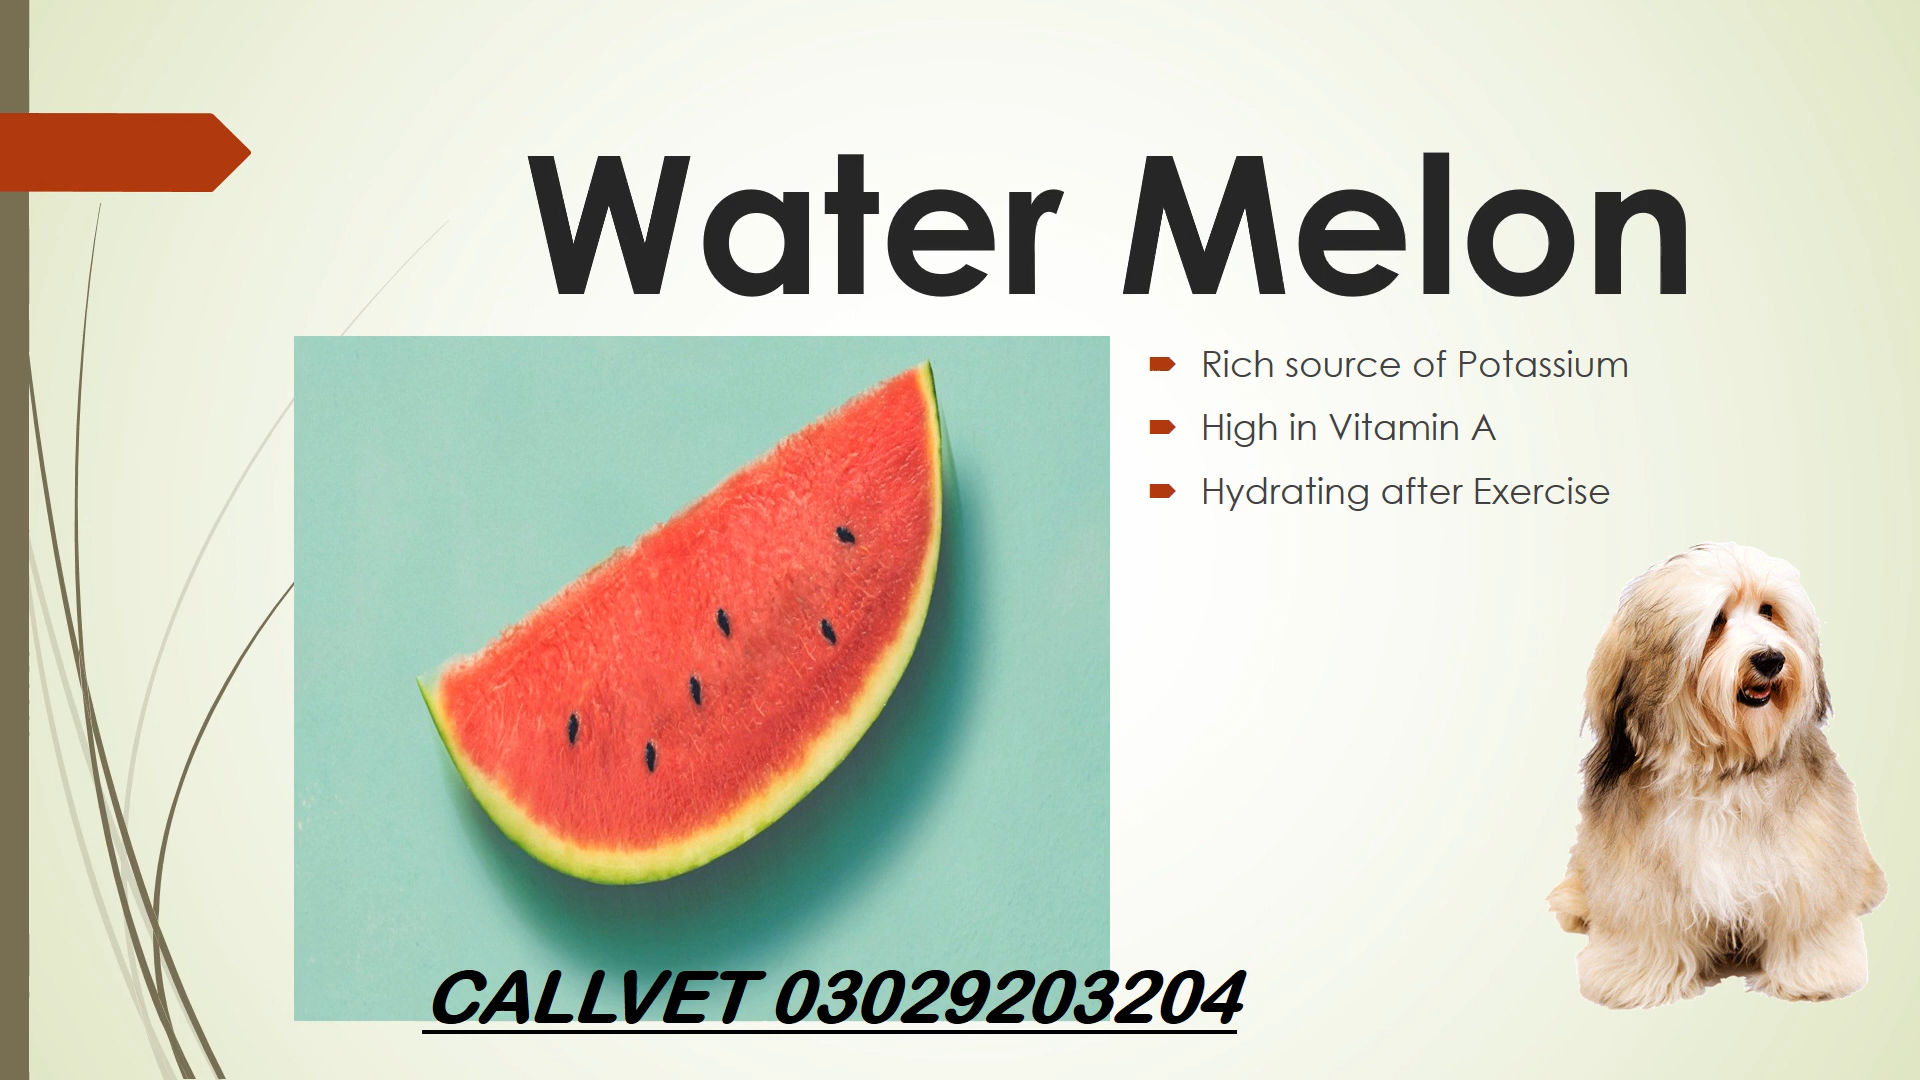 Water Melon
Rich source of Potassium
High in Vitamin A
Hydrating after Exercise
CALLVET 03029203204